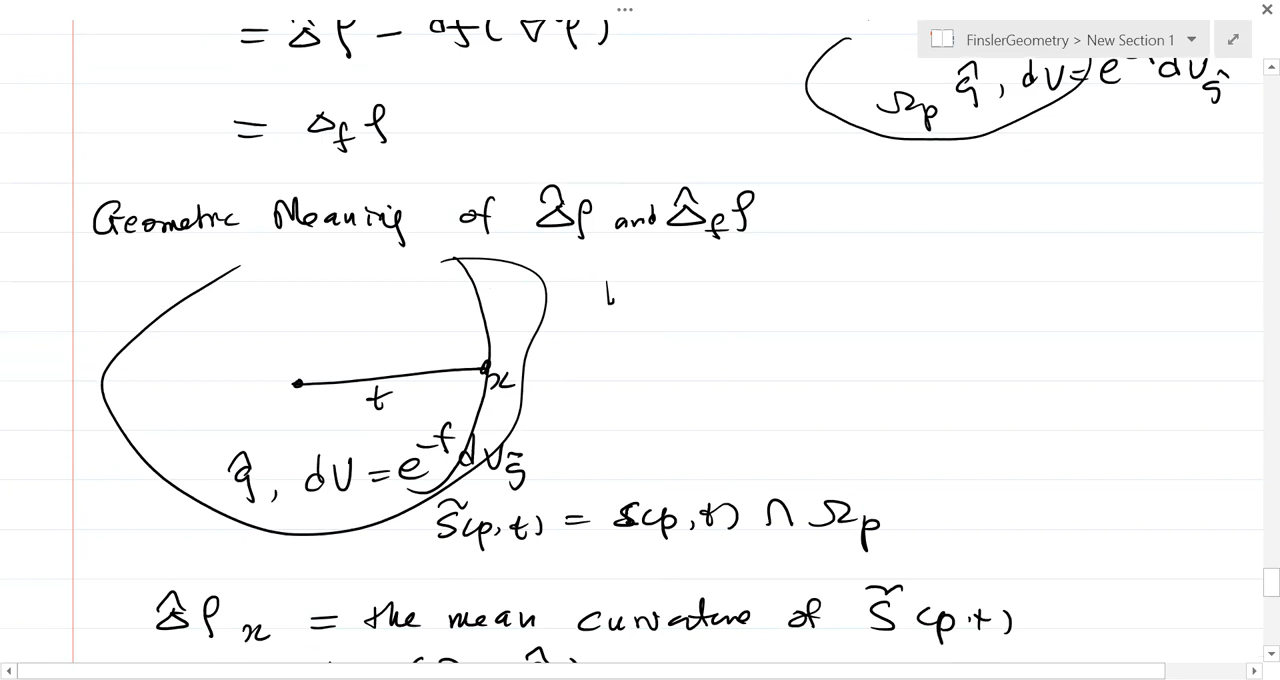 = Δ̂ρ − df(∇ρ)
FinslerGeometry > New Section 1
Ω_p ĝ, dV = e^{-f} dV_ĝ
= Δ_f ρ
Geometric Meaning of Δ̂ρ and Δ̂_f ρ
x
t
ĝ, dV = e^{-f} dV_ĝ
S̃(p,t) = S(p,t) ∩ Ω_p
Δ̂ρ_x = the mean curvature of S̃(p,t)